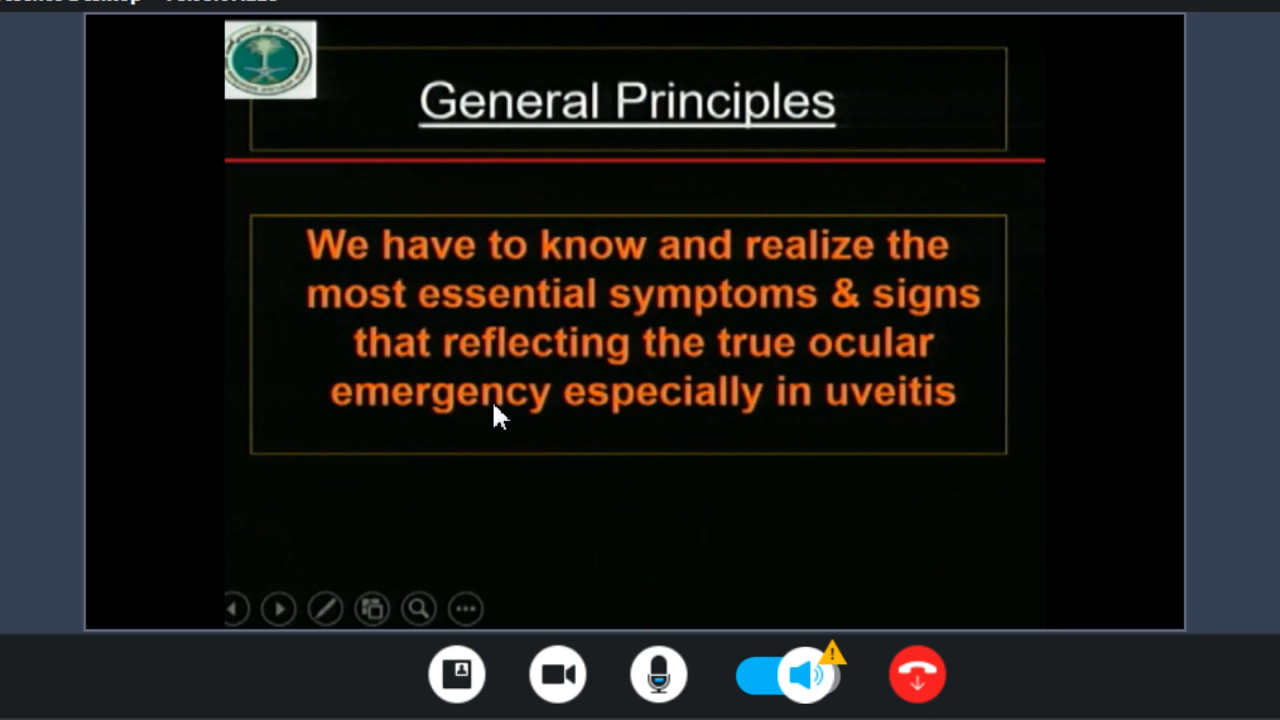 General Principles
We have to know and realize the
most essential symptoms & signs
that reflecting the true ocular
emergency especially in uveitis